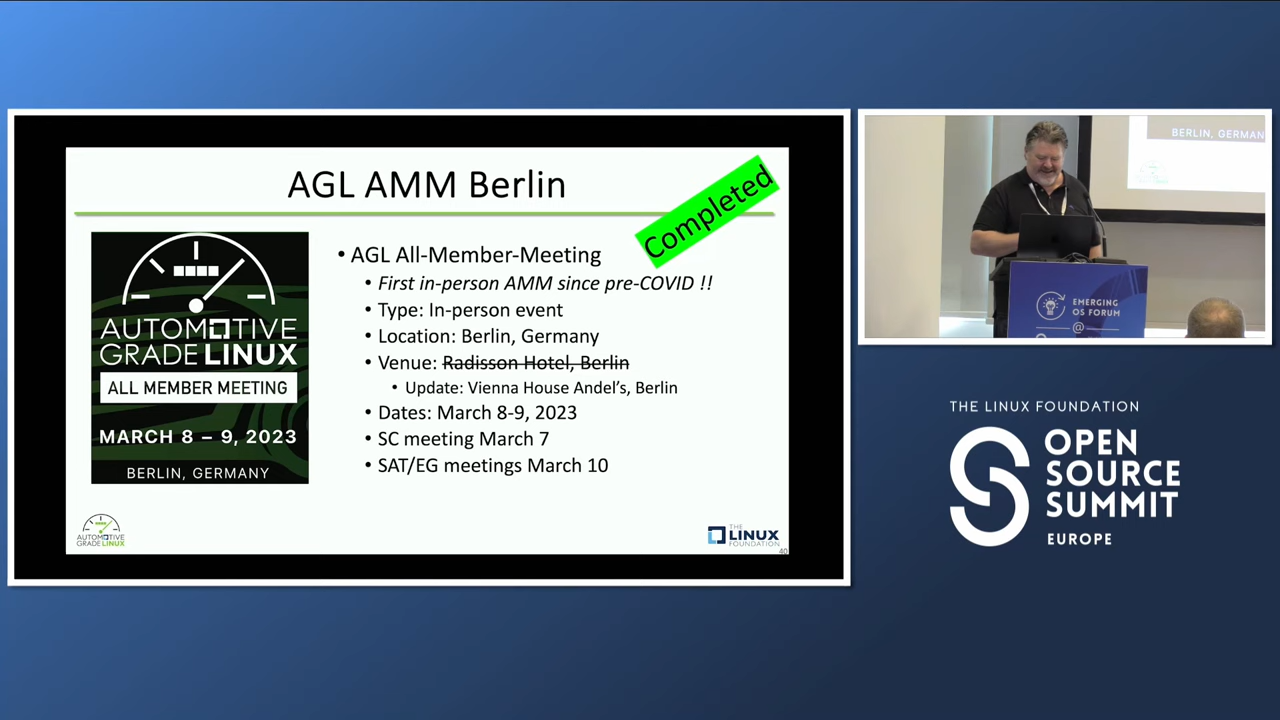 AGL AMM Berlin
Completed
• AGL All-Member-Meeting
• First in-person AMM since pre-COVID !!
• Type: In-person event
• Location: Berlin, Germany
• Venue: Radisson Hotel, Berlin
• Update: Vienna House Andel's, Berlin
• Dates: March 8-9, 2023
• SC meeting March 7
• SAT/EG meetings March 10
AUTOMOTIVE
GRADE LINUX
ALL MEMBER MEETING
MARCH 8 – 9, 2023
BERLIN, GERMANY
AUTOMOTIVE
GRADE LINUX
THE
LINUX
FOUNDATION
40
BERLIN, GERMAN
EMERGING
OS FORUM
@
THE LINUX FOUNDATION
OPEN
SOURCE
SUMMIT
EUROPE